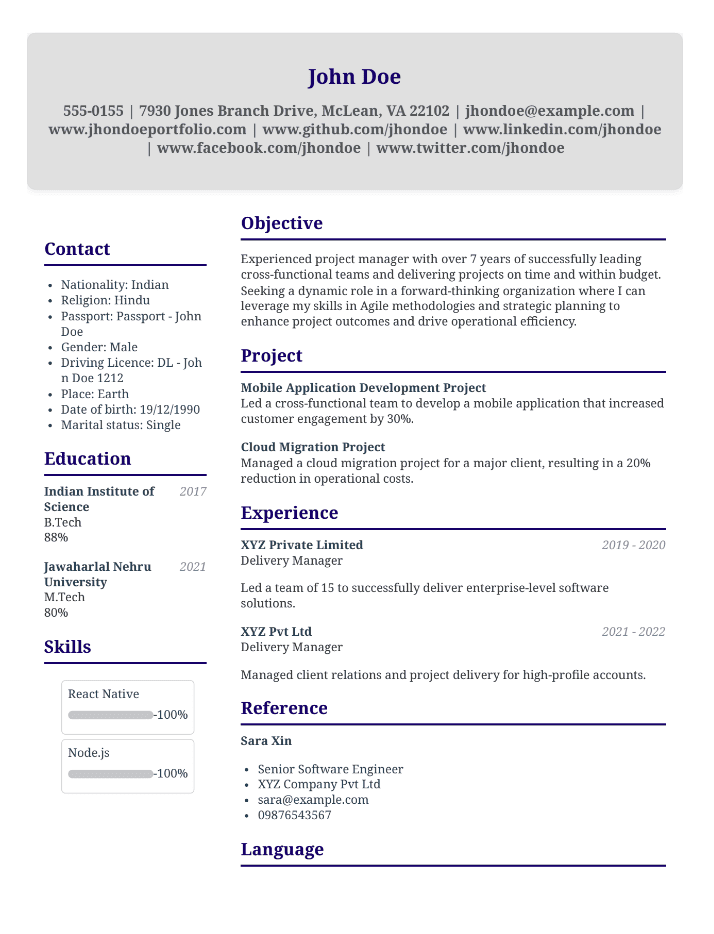 John Doe
555-0155 | 7930 Jones Branch Drive, McLean, VA 22102 | jhondoe@example.com |
www.jhondoeportfolio.com | www.github.com/jhondoe | www.linkedin.com/jhondoe
| www.facebook.com/jhondoe | www.twitter.com/jhondoe
Contact
• Nationality: Indian
• Religion: Hindu
• Passport: Passport - John
Doe
• Gender: Male
• Driving Licence: DL - Joh
n Doe 1212
• Place: Earth
• Date of birth: 19/12/1990
• Marital status: Single
Education
Indian Institute of 2017
Science
B.Tech
88%
Jawaharlal Nehru 2021
University
M.Tech
80%
Skills
React Native
-100%
Node.js
-100%
Objective
Experienced project manager with over 7 years of successfully leading
cross-functional teams and delivering projects on time and within budget.
Seeking a dynamic role in a forward-thinking organization where I can
leverage my skills in Agile methodologies and strategic planning to
enhance project outcomes and drive operational efficiency.
Project
Mobile Application Development Project
Led a cross-functional team to develop a mobile application that increased
customer engagement by 30%.
Cloud Migration Project
Managed a cloud migration project for a major client, resulting in a 20%
reduction in operational costs.
Experience
XYZ Private Limited 2019 - 2020
Delivery Manager
Led a team of 15 to successfully deliver enterprise-level software
solutions.
XYZ Pvt Ltd 2021 - 2022
Delivery Manager
Managed client relations and project delivery for high-profile accounts.
Reference
Sara Xin
• Senior Software Engineer
• XYZ Company Pvt Ltd
• sara@example.com
• 09876543567
Language